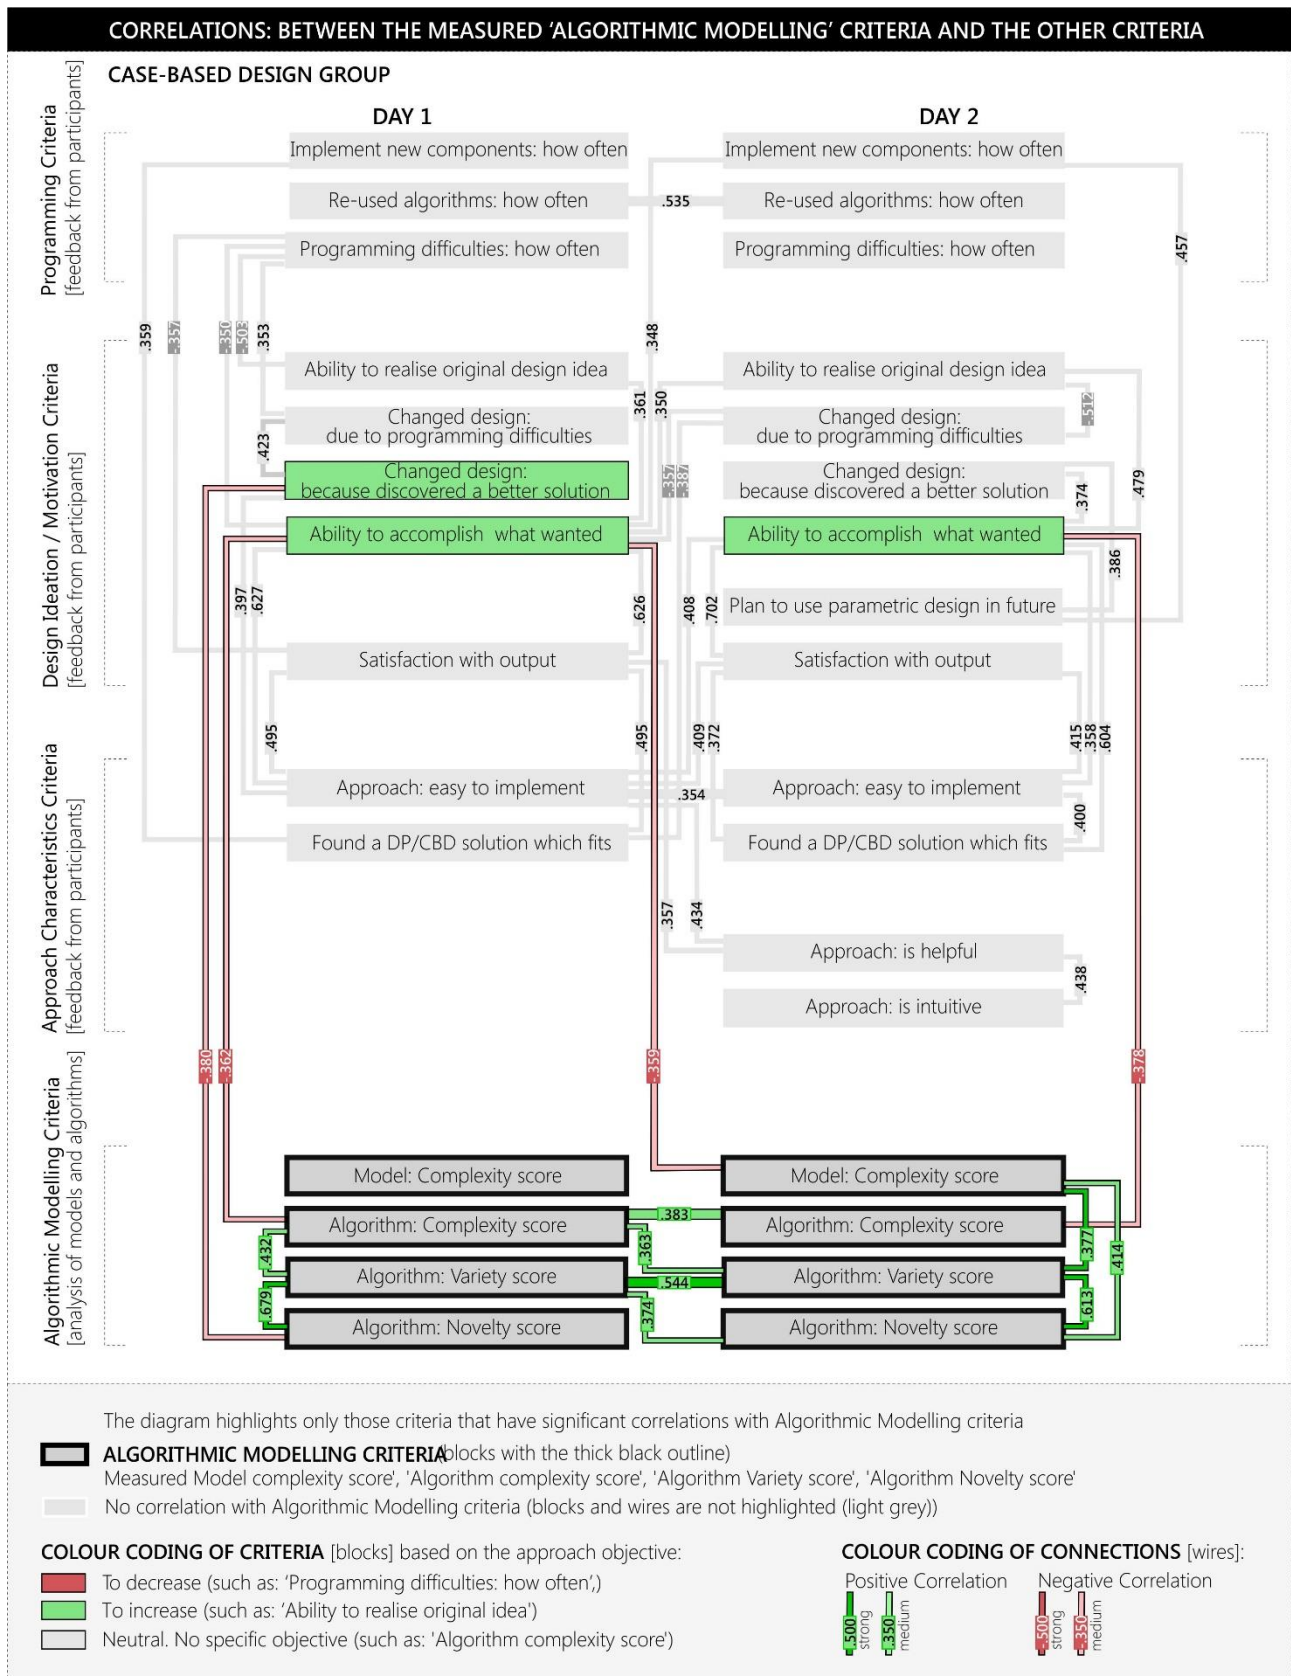 CORRELATIONS: BETWEEN THE MEASURED ‘ALGORITHMIC MODELLING’ CRITERIA AND THE OTHER CRITERIA
CASE-BASED DESIGN GROUP
DAY 1
DAY 2
Programming Criteria
[feedback from participants]
Implement new components: how often
Implement new components: how often
Re-used algorithms: how often
.535
Re-used algorithms: how often
Programming difficulties: how often
Programming difficulties: how often
.457
.359
-.357
-.350
-.503
.353
.348
Design Ideation / Motivation Criteria
[feedback from participants]
Ability to realise original design idea
Ability to realise original design idea
.361
.350
-.512
Changed design:
due to programming difficulties
Changed design:
due to programming difficulties
.423
Changed design:
because discovered a better solution
Changed design:
because discovered a better solution
-.357
-.387
.374
.479
Ability to accomplish what wanted
Ability to accomplish what wanted
.386
.397
.627
.626
.408
.702
Plan to use parametric design in future
Satisfaction with output
Satisfaction with output
.495
.495
.409
.372
.415
.358
.604
Approach Characteristics Criteria
[feedback from participants]
Approach: easy to implement
.354
Approach: easy to implement
.400
Found a DP/CBD solution which fits
Found a DP/CBD solution which fits
.357
.434
Approach: is helpful
.438
Approach: is intuitive
-.380
-.362
-.359
-.378
Algorithmic Modelling Criteria
[analysis of models and algorithms]
Model: Complexity score
Model: Complexity score
Algorithm: Complexity score
.383
Algorithm: Complexity score
.432
.363
.377
.414
Algorithm: Variety score
.544
Algorithm: Variety score
.679
.374
.613
Algorithm: Novelty score
Algorithm: Novelty score
The diagram highlights only those criteria that have significant correlations with Algorithmic Modelling criteria
ALGORITHMIC MODELLING CRITERIA(blocks with the thick black outline)
Measured Model complexity score', 'Algorithm complexity score', 'Algorithm Variety score', 'Algorithm Novelty score'
No correlation with Algorithmic Modelling criteria (blocks and wires are not highlighted (light grey))
COLOUR CODING OF CRITERIA [blocks] based on the approach objective:
To decrease (such as: ‘Programming difficulties: how often’,)
To increase (such as: ‘Ability to realise original idea’)
Neutral. No specific objective (such as: 'Algorithm complexity score’)
COLOUR CODING OF CONNECTIONS [wires]:
Positive Correlation
Negative Correlation
.500
strong
.350
medium
-.500
strong
-.350
medium